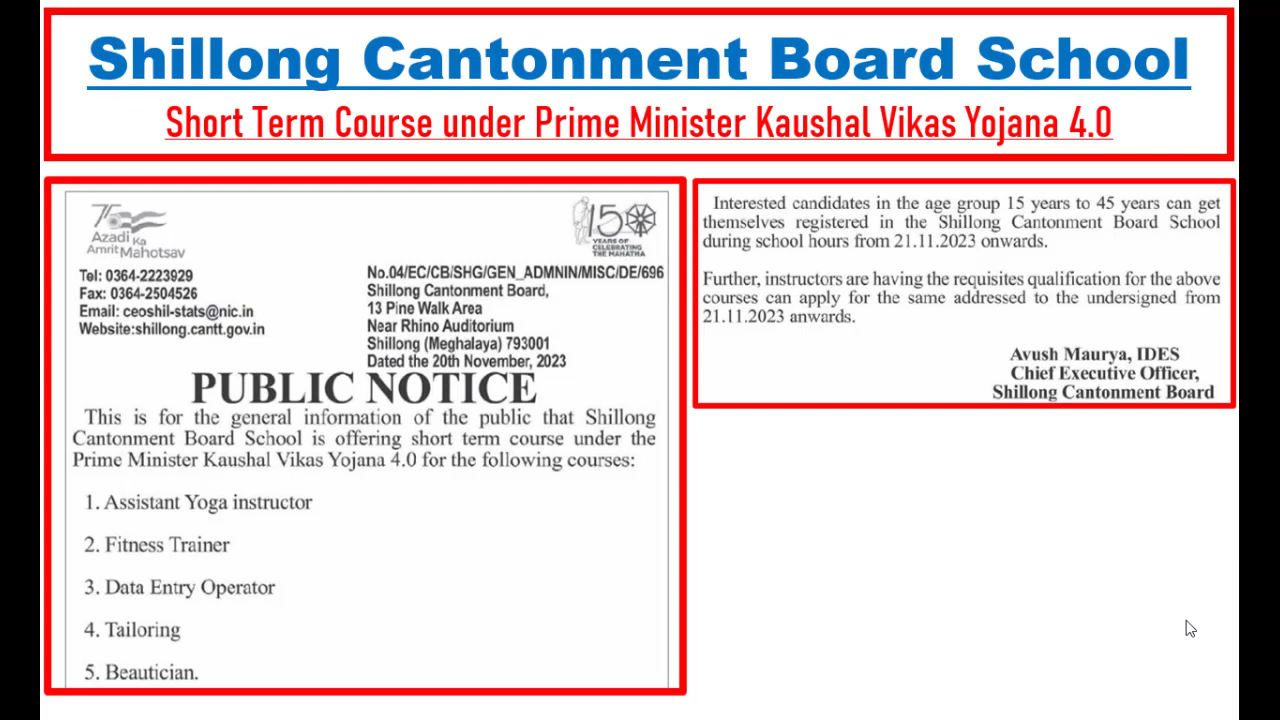 Shillong Cantonment Board School
Short Term Course under Prime Minister Kaushal Vikas Yojana 4.0
75
Azadi Ka
Amrit Mahotsav
150
YEARS OF
CELEBRATING
THE MAHATMA
Tel: 0364-2223929
Fax: 0364-2504526
Email: ceoshil-stats@nic.in
Website:shillong.cantt.gov.in
No.04/EC/CB/SHG/GEN_ADMNIN/MISC/DE/696
Shillong Cantonment Board,
13 Pine Walk Area
Near Rhino Auditorium
Shillong (Meghalaya) 793001
Dated the 20th November, 2023
PUBLIC NOTICE
This is for the general information of the public that Shillong
Cantonment Board School is offering short term course under the
Prime Minister Kaushal Vikas Yojana 4.0 for the following courses:
1. Assistant Yoga instructor
2. Fitness Trainer
3. Data Entry Operator
4. Tailoring
5. Beautician.
Interested candidates in the age group 15 years to 45 years can get
themselves registered in the Shillong Cantonment Board School
during school hours from 21.11.2023 onwards.
Further, instructors are having the requisites qualification for the above
courses can apply for the same addressed to the undersigned from
21.11.2023 anwards.
Avush Maurya, IDES
Chief Executive Officer,
Shillong Cantonment Board